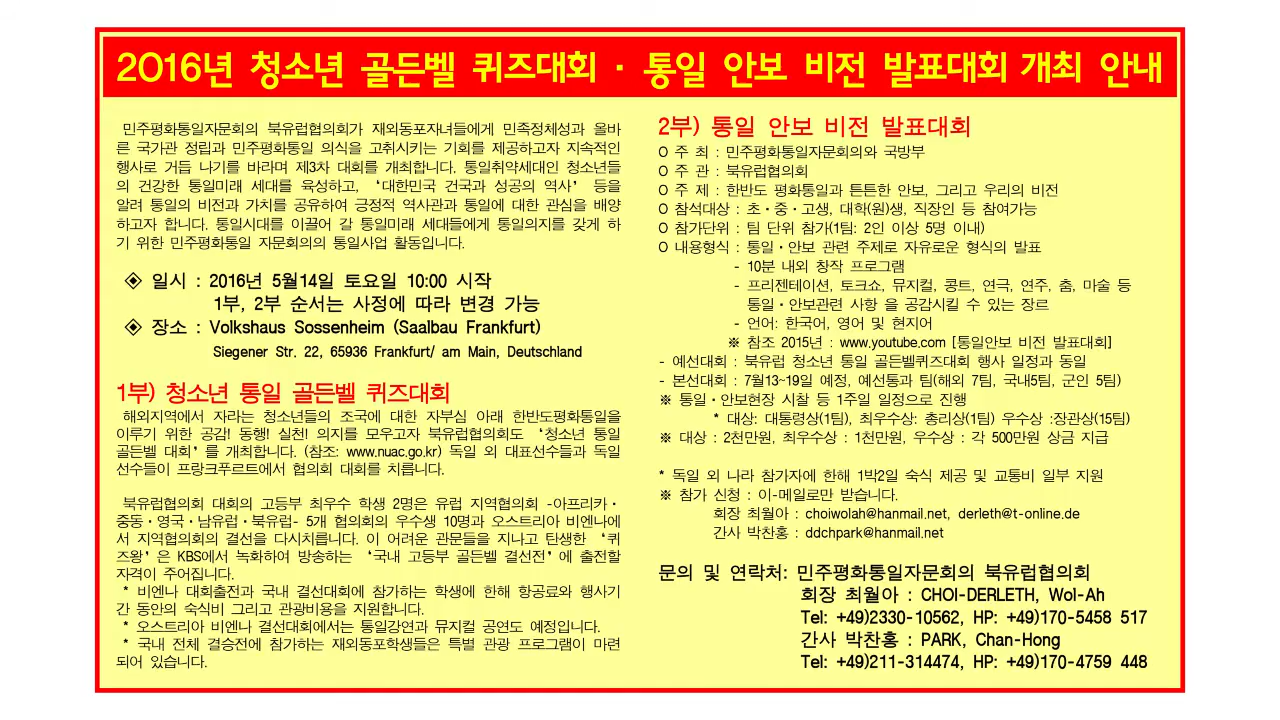 2016년 청소년 골든벨 퀴즈대회 · 통일 안보 비전 발표대회 개최 안내
민주평화통일자문회의 북유럽협의회가 재외동포자녀들에게 민족정체성과 올바
른 국가관 정립과 민주평화통일 의식을 고취시키는 기회를 제공하고자 지속적인
행사로 거듭 나기를 바라며 제3차 대회를 개최합니다. 통일취약세대인 청소년들
의 건강한 통일미래 세대를 육성하고, ‘대한민국 건국과 성공의 역사’ 등을
알려 통일의 비전과 가치를 공유하여 긍정적 역사관과 통일에 대한 관심을 배양
하고자 합니다. 통일시대를 이끌어 갈 통일미래 세대들에게 통일의지를 갖게 하
기 위한 민주평화통일 자문회의의 통일사업 활동입니다.
◈ 일시 : 2016년 5월14일 토요일 10:00 시작
1부, 2부 순서는 사정에 따라 변경 가능
◈ 장소 : Volkshaus Sossenheim (Saalbau Frankfurt)
Siegener Str. 22, 65936 Frankfurt/ am Main, Deutschland
1부) 청소년 통일 골든벨 퀴즈대회
해외지역에서 자라는 청소년들의 조국에 대한 자부심 아래 한반도평화통일을
이루기 위한 공감! 동행! 실천! 의지를 모우고자 북유럽협의회도 ‘청소년 통일
골든벨 대회’를 개최합니다. (참조: www.nuac.go.kr) 독일 외 대표선수들과 독일
선수들이 프랑크푸르트에서 협의회 대회를 치릅니다.
북유럽협의회 대회의 고등부 최우수 학생 2명은 유럽 지역협의회 -아프리카・
중동・영국・남유럽・북유럽- 5개 협의회의 우수생 10명과 오스트리아 비엔나에
서 지역협의회의 결선을 다시치릅니다. 이 어려운 관문들을 지나고 탄생한 ‘퀴
즈왕’은 KBS에서 녹화하여 방송하는 ‘국내 고등부 골든벨 결선전’에 출전할
자격이 주어집니다.
* 비엔나 대회출전과 국내 결선대회에 참가하는 학생에 한해 항공료와 행사기
간 동안의 숙식비 그리고 관광비용을 지원합니다.
* 오스트리아 비엔나 결선대회에서는 통일강연과 뮤지컬 공연도 예정입니다.
* 국내 전체 결승전에 참가하는 재외동포학생들은 특별 관광 프로그램이 마련
되어 있습니다.
2부) 통일 안보 비전 발표대회
O 주 최 : 민주평화통일자문회의와 국방부
O 주 관 : 북유럽협의회
O 주 제 : 한반도 평화통일과 튼튼한 안보, 그리고 우리의 비전
O 참석대상 : 초・중・고생, 대학(원)생, 직장인 등 참여가능
O 참가단위 : 팀 단위 참가(1팀: 2인 이상 5명 이내)
O 내용형식 : 통일・안보 관련 주제로 자유로운 형식의 발표
- 10분 내외 창작 프로그램
- 프리젠테이션, 토크쇼, 뮤지컬, 콩트, 연극, 연주, 춤, 마술 등
통일・안보관련 사항 을 공감시킬 수 있는 장르
- 언어: 한국어, 영어 및 현지어
※ 참조 2015년 : www.youtube.com [통일안보 비전 발표대회]
- 예선대회 : 북유럽 청소년 통일 골든벨퀴즈대회 행사 일정과 동일
- 본선대회 : 7월13~19일 예정, 예선통과 팀(해외 7팀, 국내5팀, 군인 5팀)
※ 통일・안보현장 시찰 등 1주일 일정으로 진행
* 대상: 대통령상(1팀), 최우수상: 총리상(1팀) 우수상 :장관상(15팀)
※ 대상 : 2천만원, 최우수상 : 1천만원, 우수상 : 각 500만원 상금 지급
* 독일 외 나라 참가자에 한해 1박2일 숙식 제공 및 교통비 일부 지원
※ 참가 신청 : 이-메일로만 받습니다.
회장 최월아 : choiwolah@hanmail.net, derleth@t-online.de
간사 박찬홍 : ddchpark@hanmail.net
문의 및 연락처: 민주평화통일자문회의 북유럽협의회
회장 최월아 : CHOI-DERLETH, Wol-Ah
Tel: +49)2330-10562, HP: +49)170-5458 517
간사 박찬홍 : PARK, Chan-Hong
Tel: +49)211-314474, HP: +49)170-4759 448